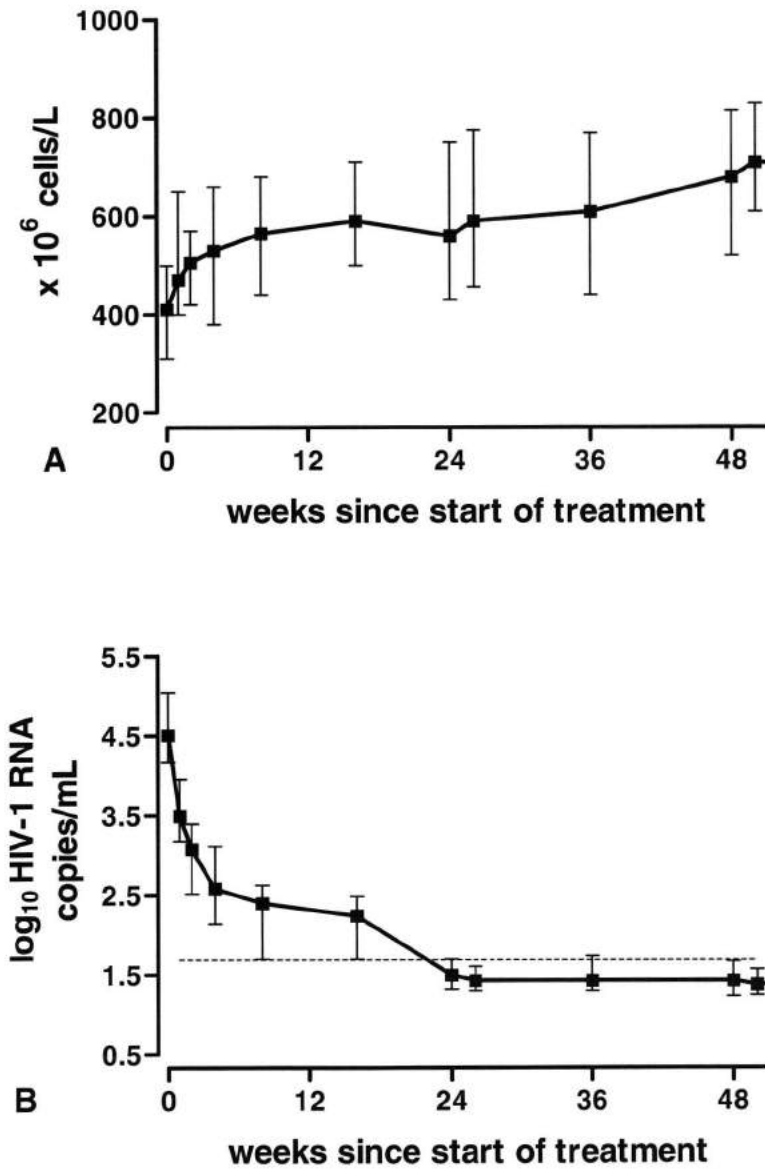 1000
800
600
400
200
x 10⁶ cells/L
A
0 12 24 36 48
weeks since start of treatment
5.5
4.5
3.5
2.5
1.5
0.5
log₁₀ HIV-1 RNA
copies/mL
B
0 12 24 36 48
weeks since start of treatment